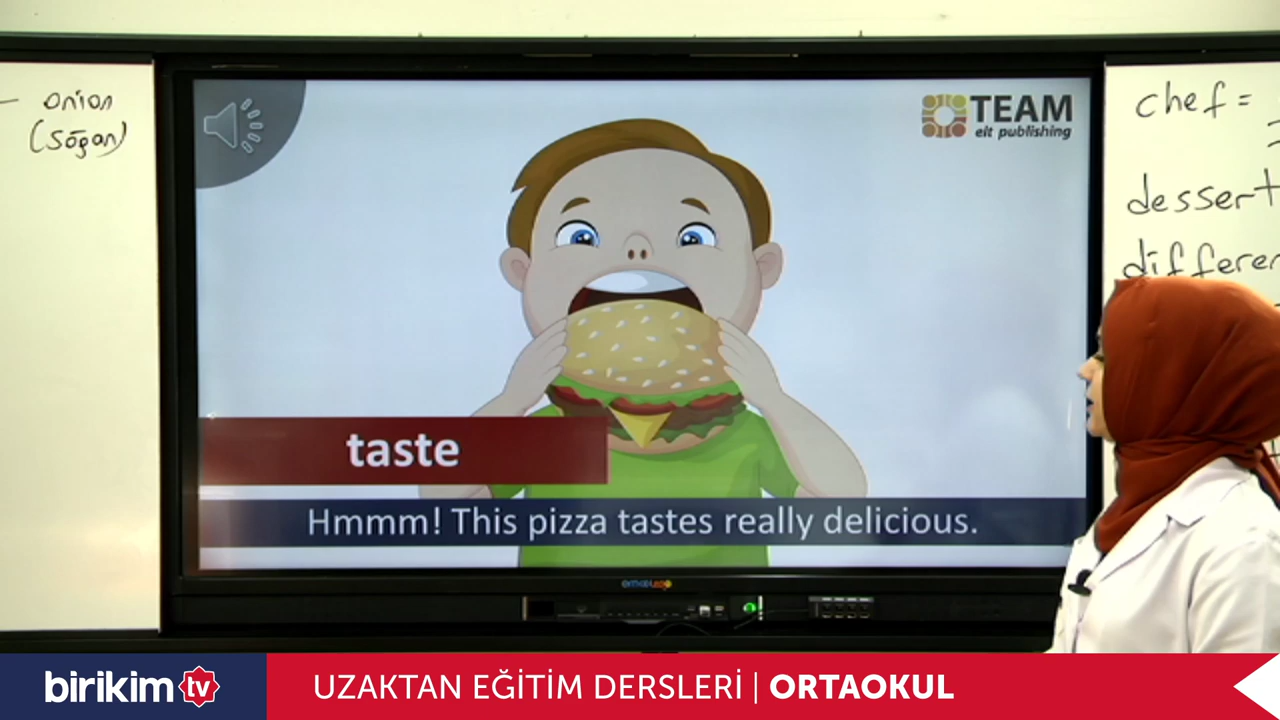 onion
(soğan)
TEAM
elt publishing
taste
Hmmm! This pizza tastes really delicious.
chef =
dessert
differen
birikim tv
UZAKTAN EĞİTİM DERSLERİ | ORTAOKUL